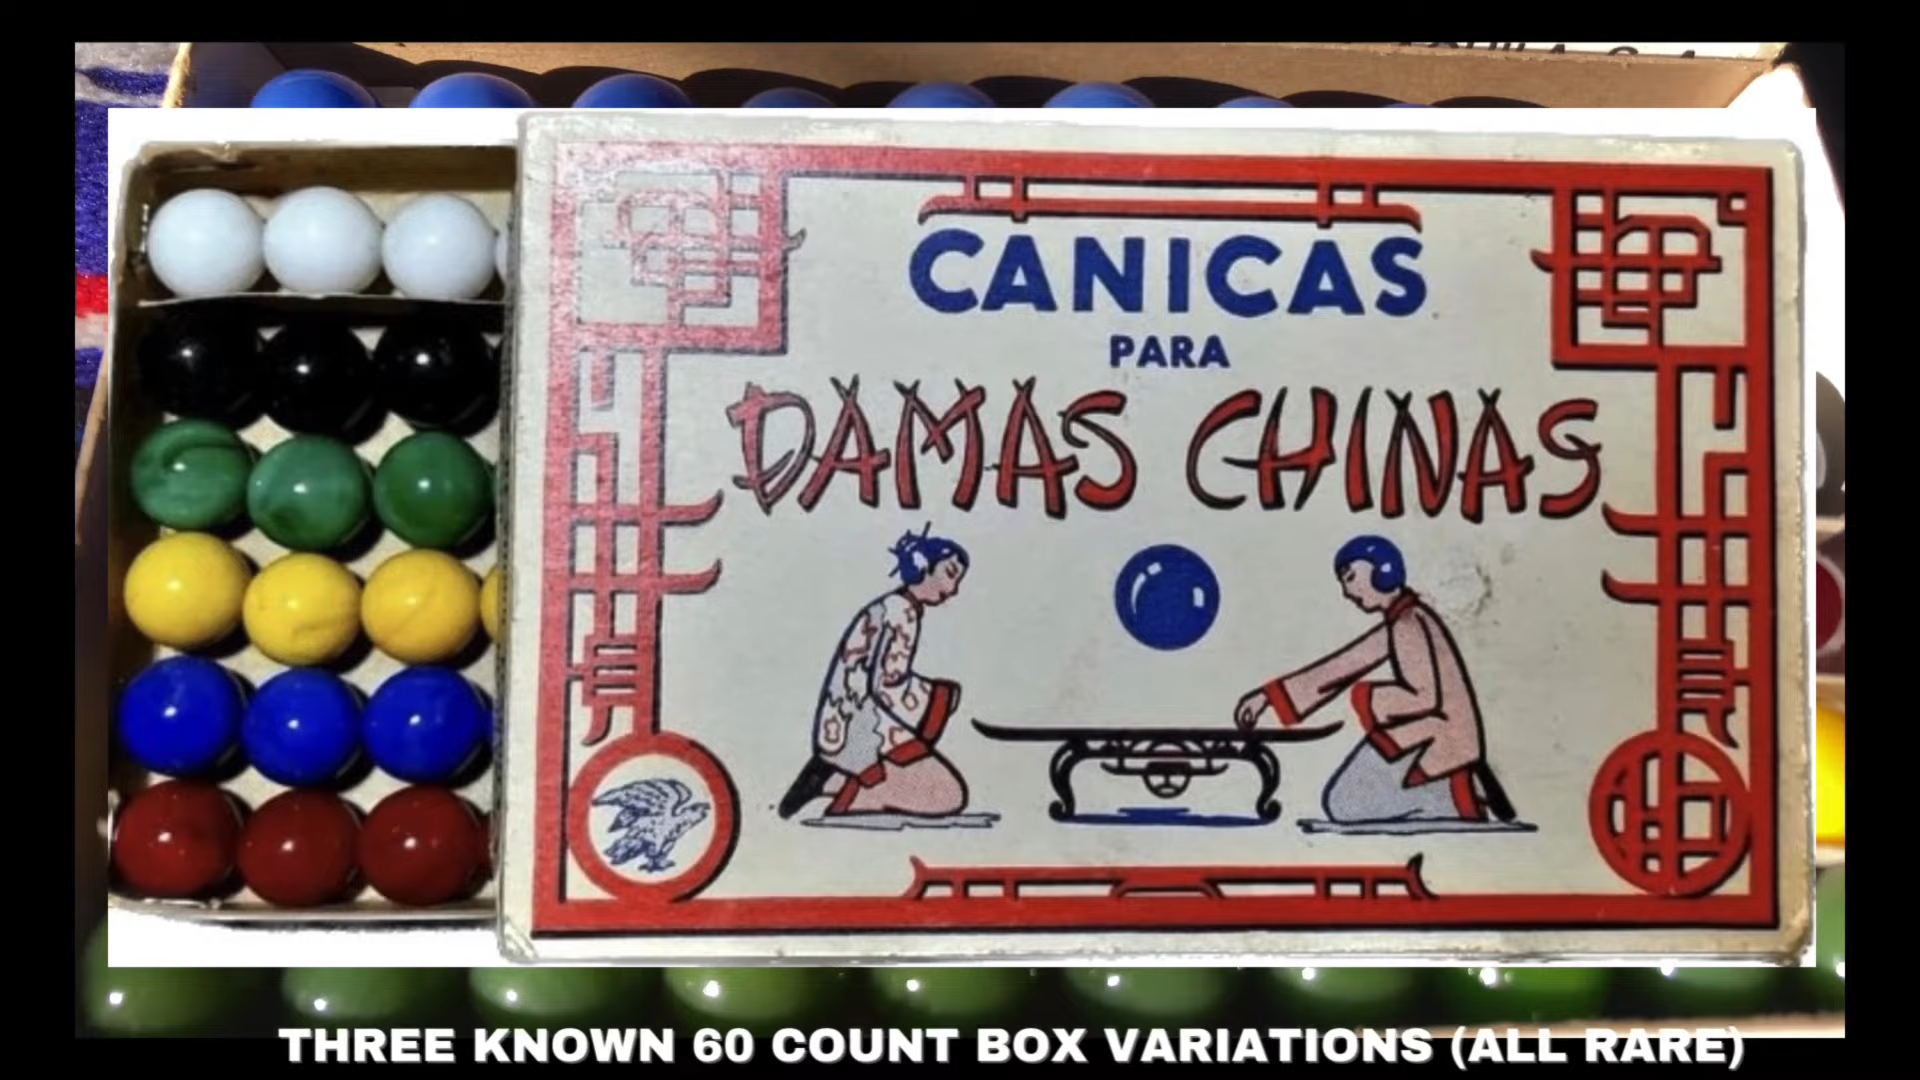 CANICAS
PARA
DAMAS CHINAS
THREE KNOWN 60 COUNT BOX VARIATIONS (ALL RARE)